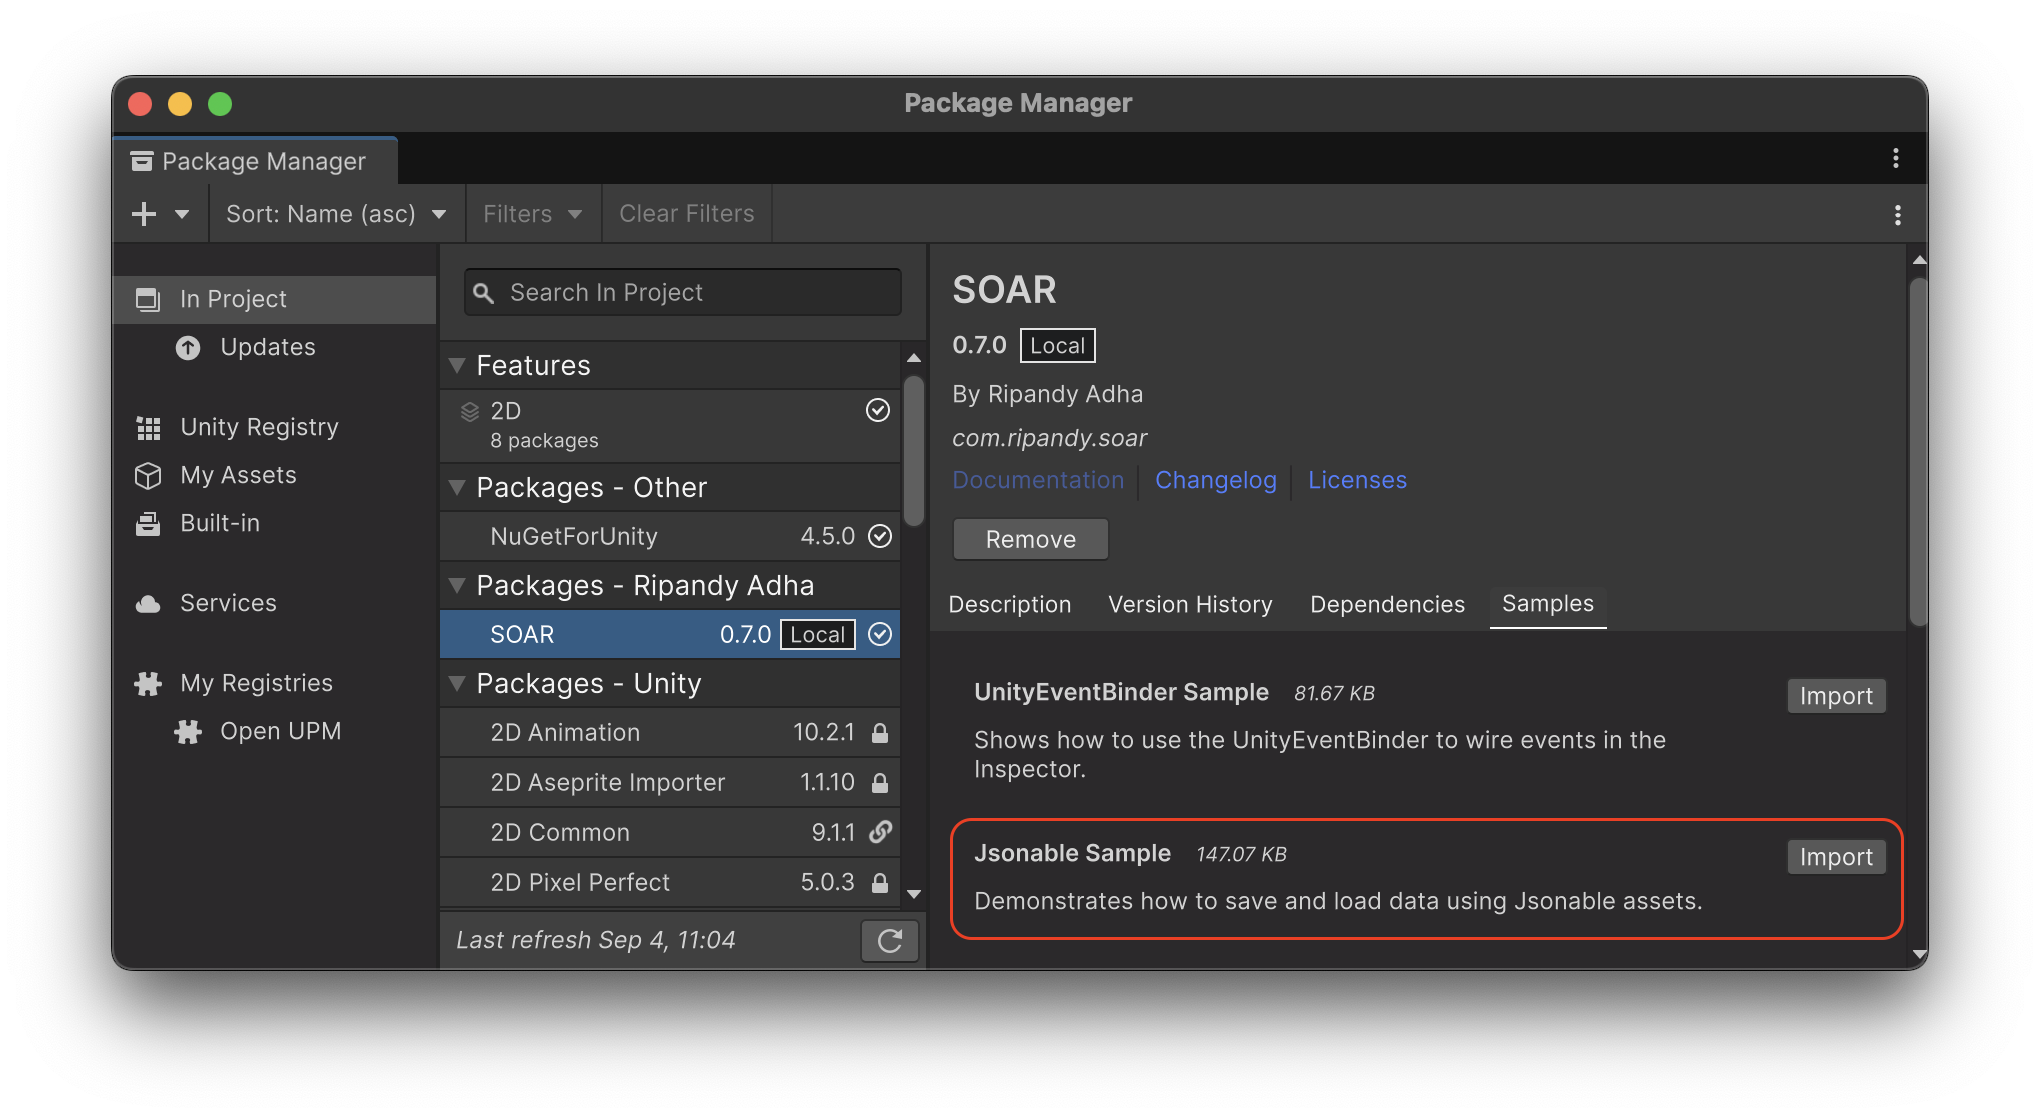 Package Manager
Package Manager
Sort: Name (asc)
Filters
Clear Filters
In Project
Updates
Unity Registry
My Assets
Built-in
Services
My Registries
Open UPM
Search In Project
Features
2D
8 packages
Packages - Other
NuGetForUnity 4.5.0
Packages - Ripandy Adha
SOAR 0.7.0 Local
Packages - Unity
2D Animation 10.2.1
2D Aseprite Importer 1.1.10
2D Common 9.1.1
2D Pixel Perfect 5.0.3
Last refresh Sep 4, 11:04
SOAR
0.7.0 Local
By Ripandy Adha
com.ripandy.soar
Documentation Changelog Licenses
Remove
Description Version History Dependencies Samples
UnityEventBinder Sample 81.67 KB Import
Shows how to use the UnityEventBinder to wire events in the
Inspector.
Jsonable Sample 147.07 KB Import
Demonstrates how to save and load data using Jsonable assets.